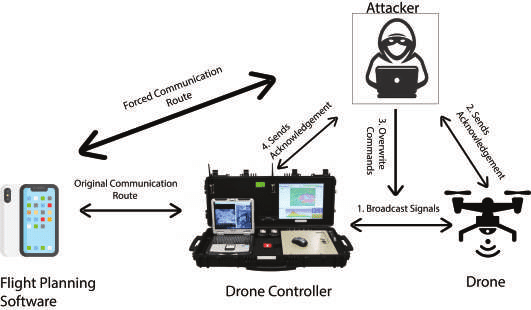 Attacker
Forced Communication
Route
4. Sends
Acknowledgement
3. Overwrite
Commands
2. Sends
Acknowledgement
Original Communication
Route
1. Broadcast Signals
Flight Planning
Software
Drone Controller
Drone